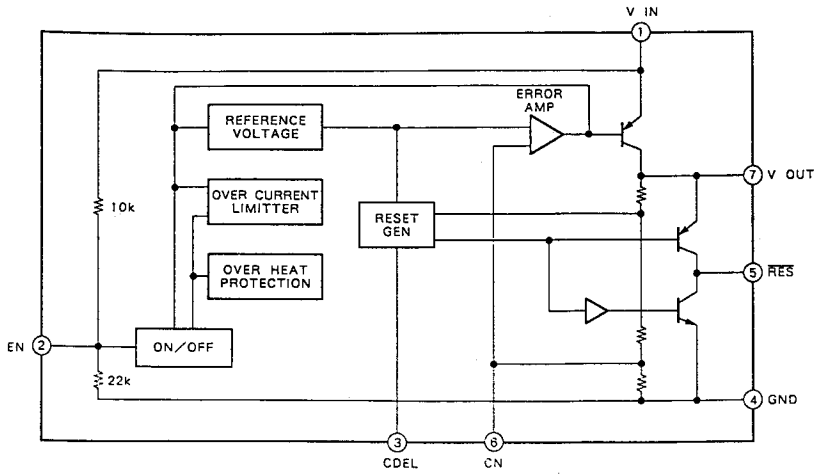 V IN
1
ERROR
AMP
REFERENCE
VOLTAGE
7 V OUT
10k
OVER CURRENT
LIMITTER
RESET
GEN
OVER HEAT
PROTECTION
5 RES
EN 2
ON/OFF
22k
4 GND
3
6
CDEL
CN